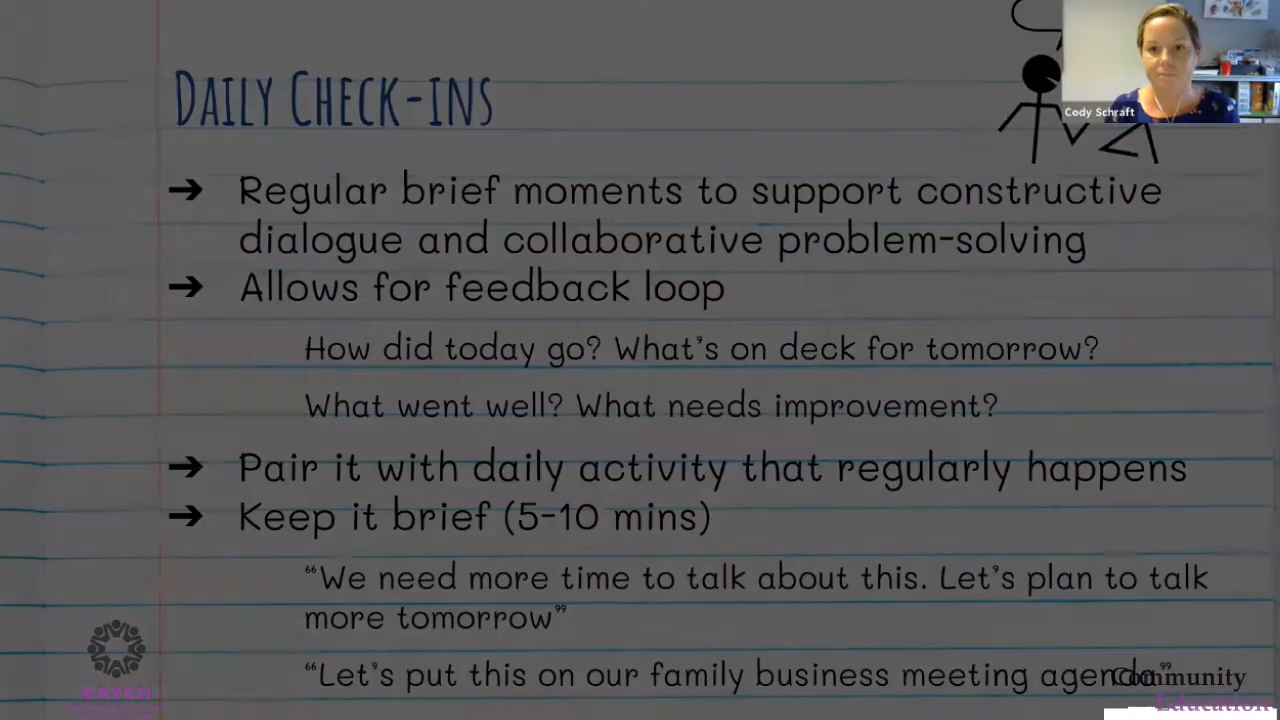 Daily Check-ins
Cody Schraft
➔ Regular brief moments to support constructive
dialogue and collaborative problem-solving
➔ Allows for feedback loop
How did today go? What's on deck for tomorrow?
What went well? What needs improvement?
➔ Pair it with daily activity that regularly happens
➔ Keep it brief (5-10 mins)
“We need more time to talk about this. Let's plan to talk
more tomorrow”
“Let's put this on our family business meeting agenda”
CATCH
Community
Education